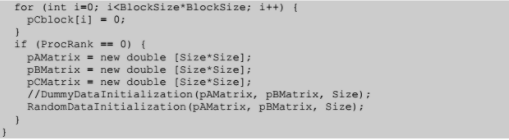 for (int i=0; i<BlockSize*BlockSize; i++) {
pCblock[i] = 0;
}
if (ProcRank == 0) {
pAMatrix = new double [Size*Size];
pBMatrix = new double [Size*Size];
pCMatrix = new double [Size*Size];
//DummyDataInitialization(pAMatrix, pBMatrix, Size);
RandomDataInitialization(pAMatrix, pBMatrix, Size);
}
}